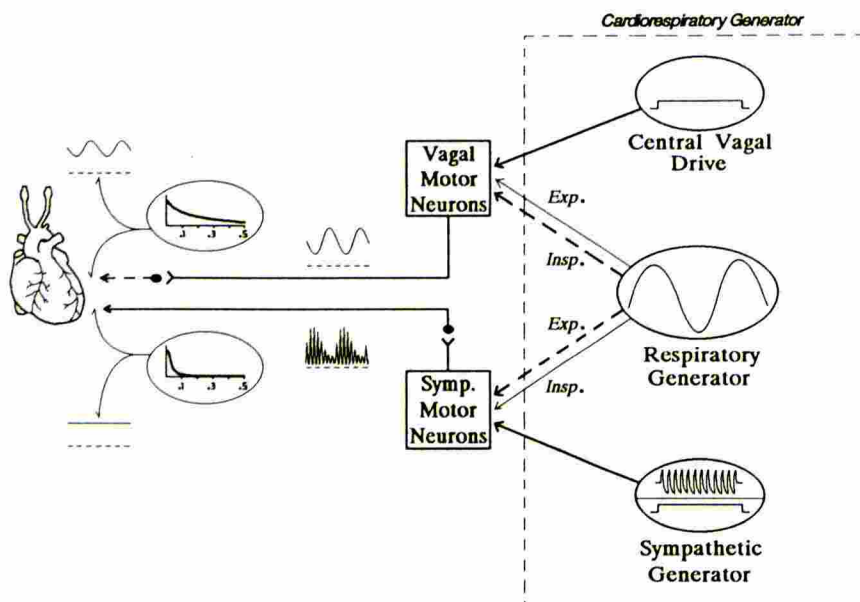 Cardiorespiratory Generator
Central Vagal
Drive
Vagal
Motor
Neurons
Exp.
Insp.
.1 .3 .5
Exp.
Insp.
Respiratory
Generator
.1 .3 .5
Symp.
Motor
Neurons
Sympathetic
Generator